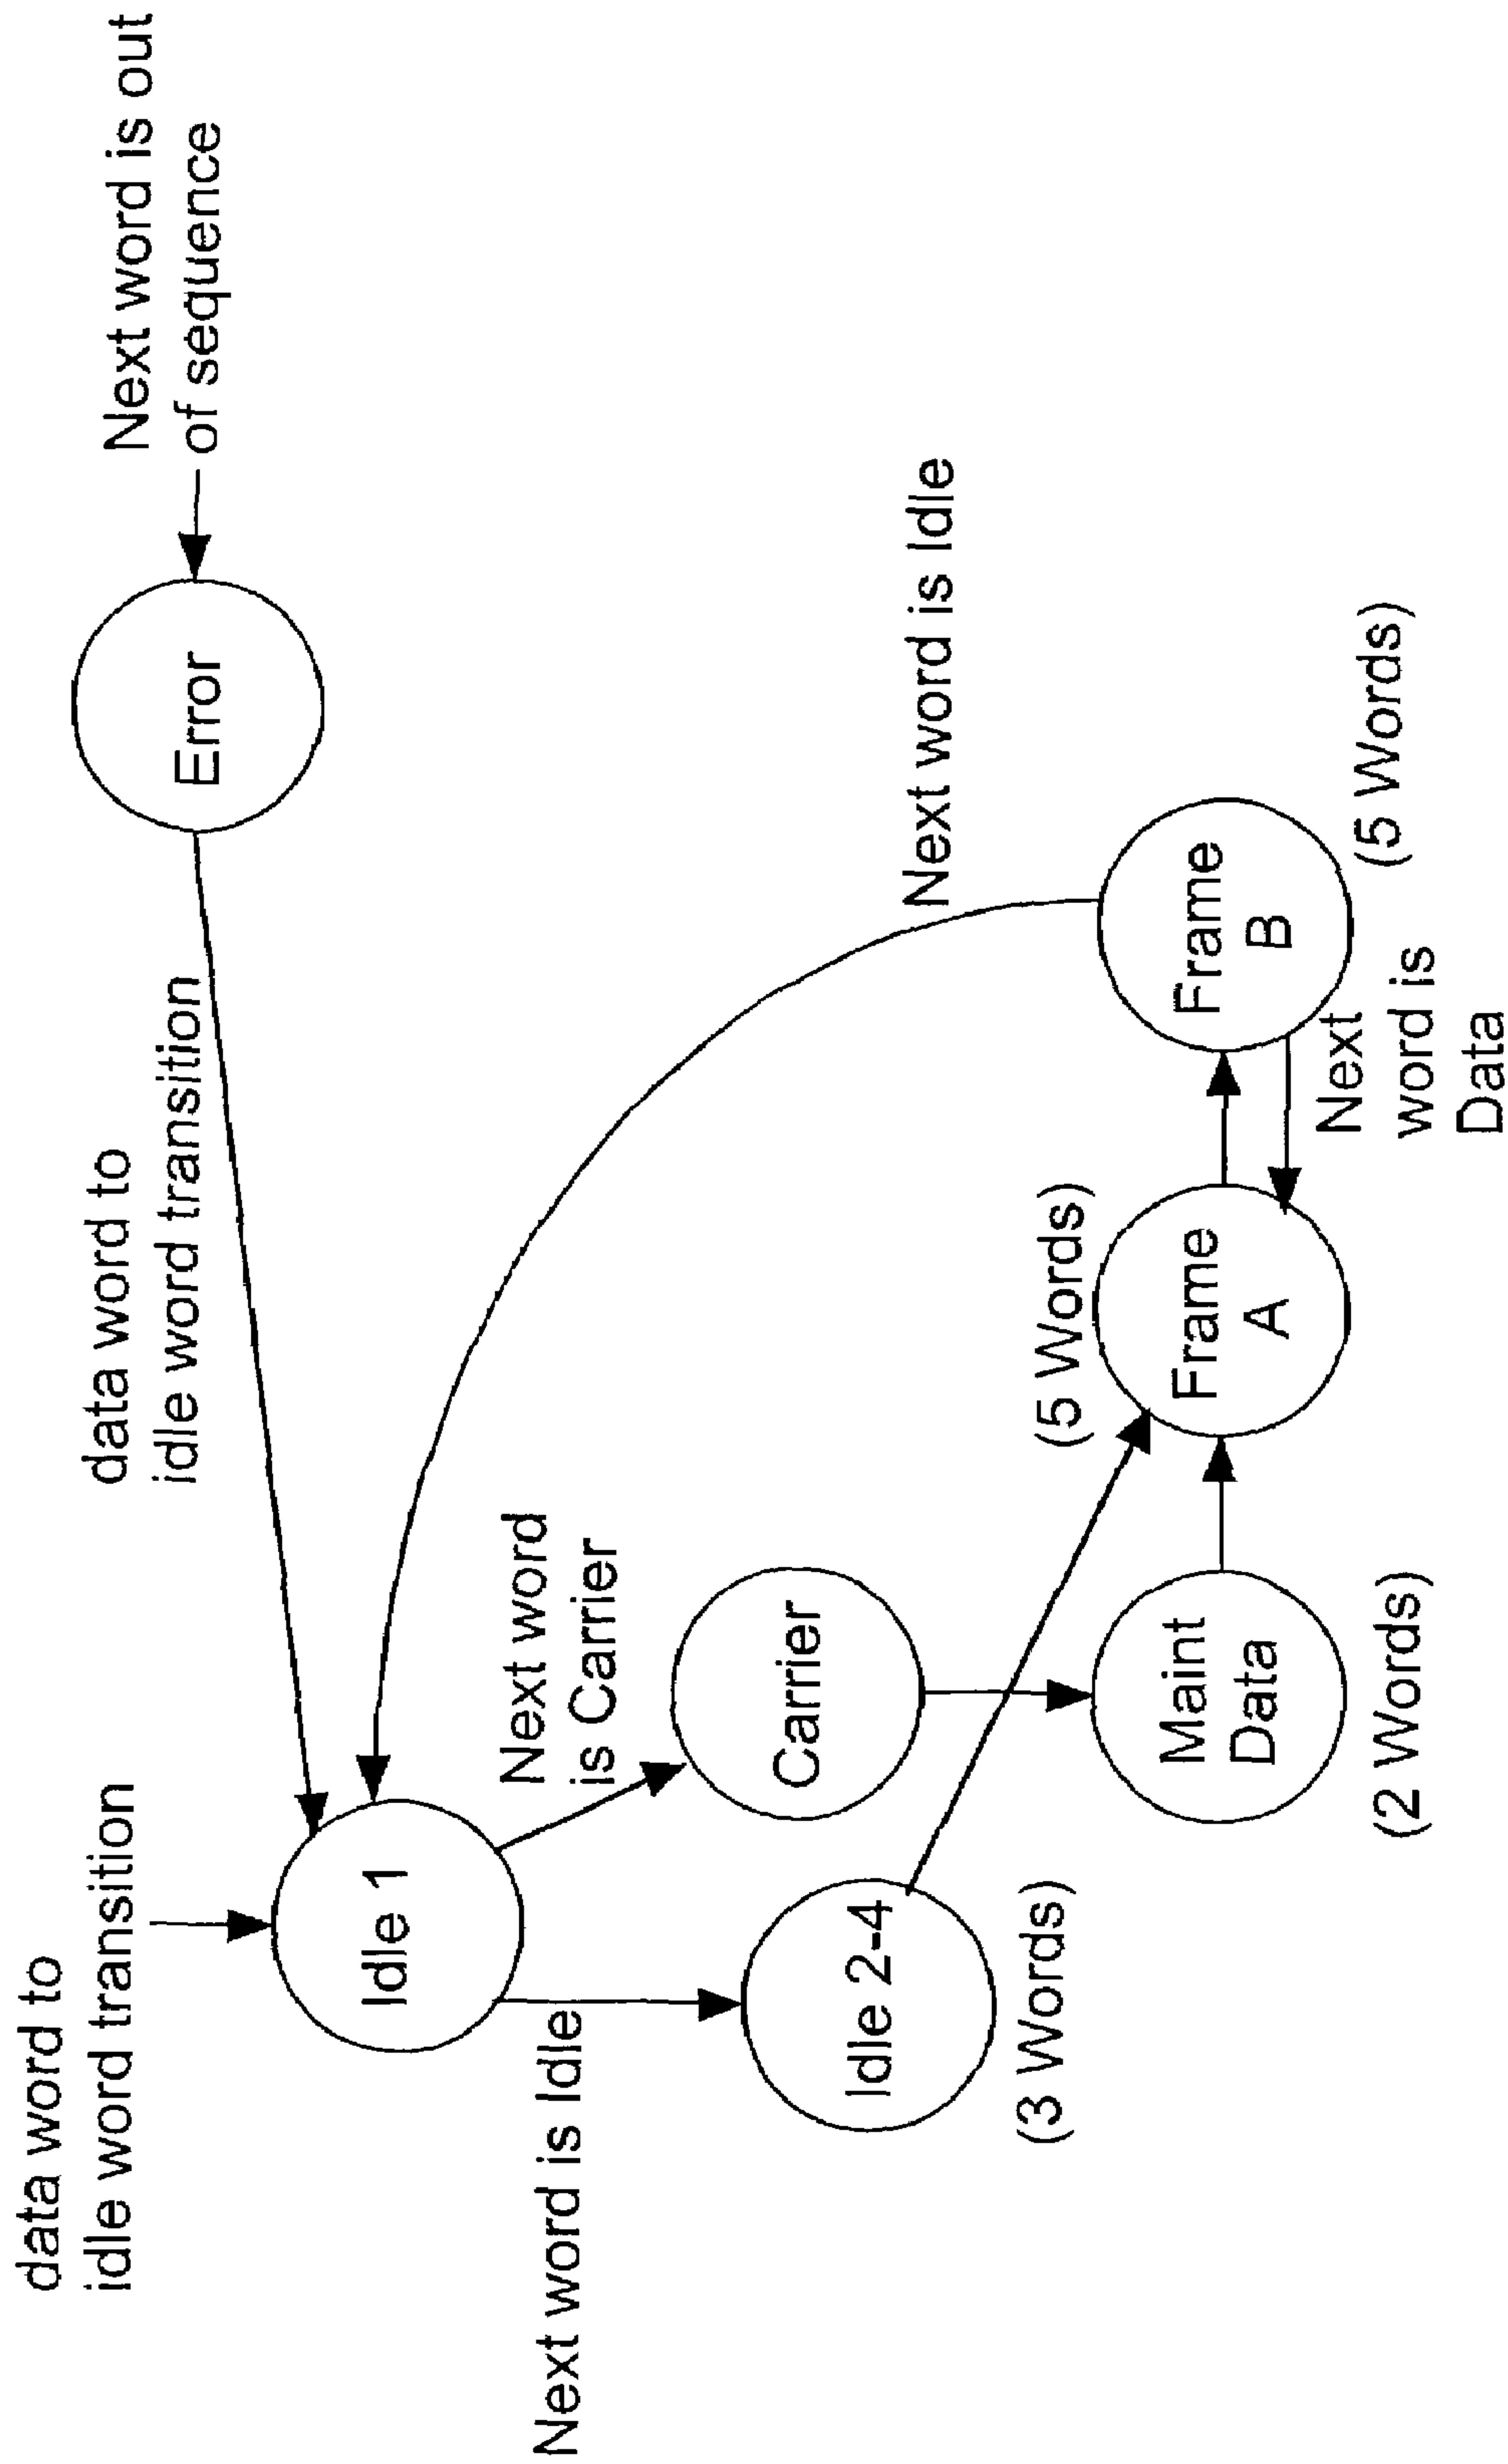 data word to
idle word transition
data word to
idle word transition
Next word is out
of sequence
Error
Idle 1
Next word is Idle
Next word
is Carrier
Next word is Idle
Idle 2-4
(3 Words)
Carrier
Maint
Data
(2 Words)
(5 Words)
Frame
A
Frame
B
(5 Words)
Next
word is
Data